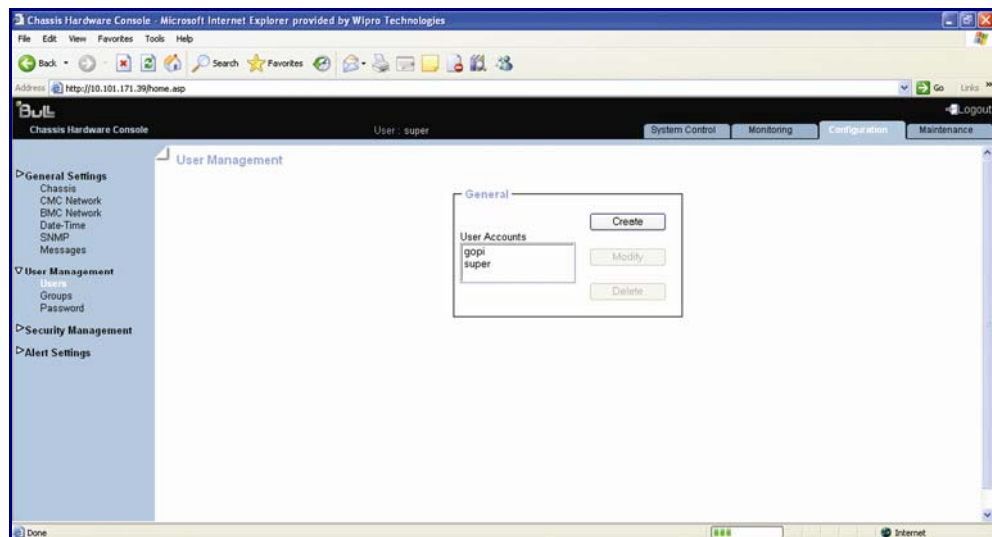 Chassis Hardware Console - Microsoft Internet Explorer provided by Wipro Technologies
File Edit View Favorites Tools Help
Back Search Favorites
Address http://10.101.171.39/home.asp Go Links »
Bull Logout
Chassis Hardware Console User : super System Control Monitoring Configuration Maintenance
User Management
General Settings
Chassis
CMC Network
BMC Network
Date-Time
SNMP
Messages
User Management
Users
Groups
Password
Security Management
Alert Settings
General
Create
User Accounts
gopi
super
Modify
Delete
Done Internet